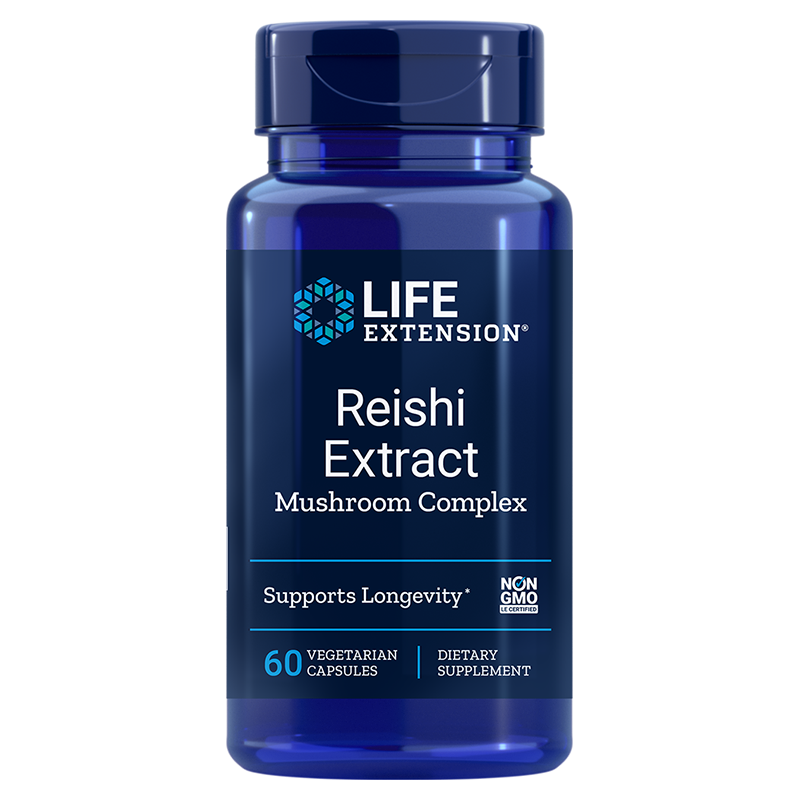 LIFE
EXTENSION®
Reishi
Extract
Mushroom Complex
Supports Longevity*
NON
GMO
LE CERTIFIED
60 VEGETARIAN
CAPSULES
DIETARY
SUPPLEMENT